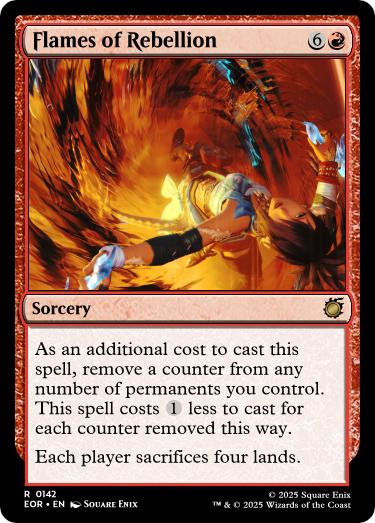 Flames of Rebellion 6
Sorcery
As an additional cost to cast this
spell, remove a counter from any
number of permanents you control.
This spell costs 1 less to cast for
each counter removed this way.
Each player sacrifices four lands.
R 0142
EOR • EN Square Enix
© 2025 Square Enix
™ & © 2025 Wizards of the Coast